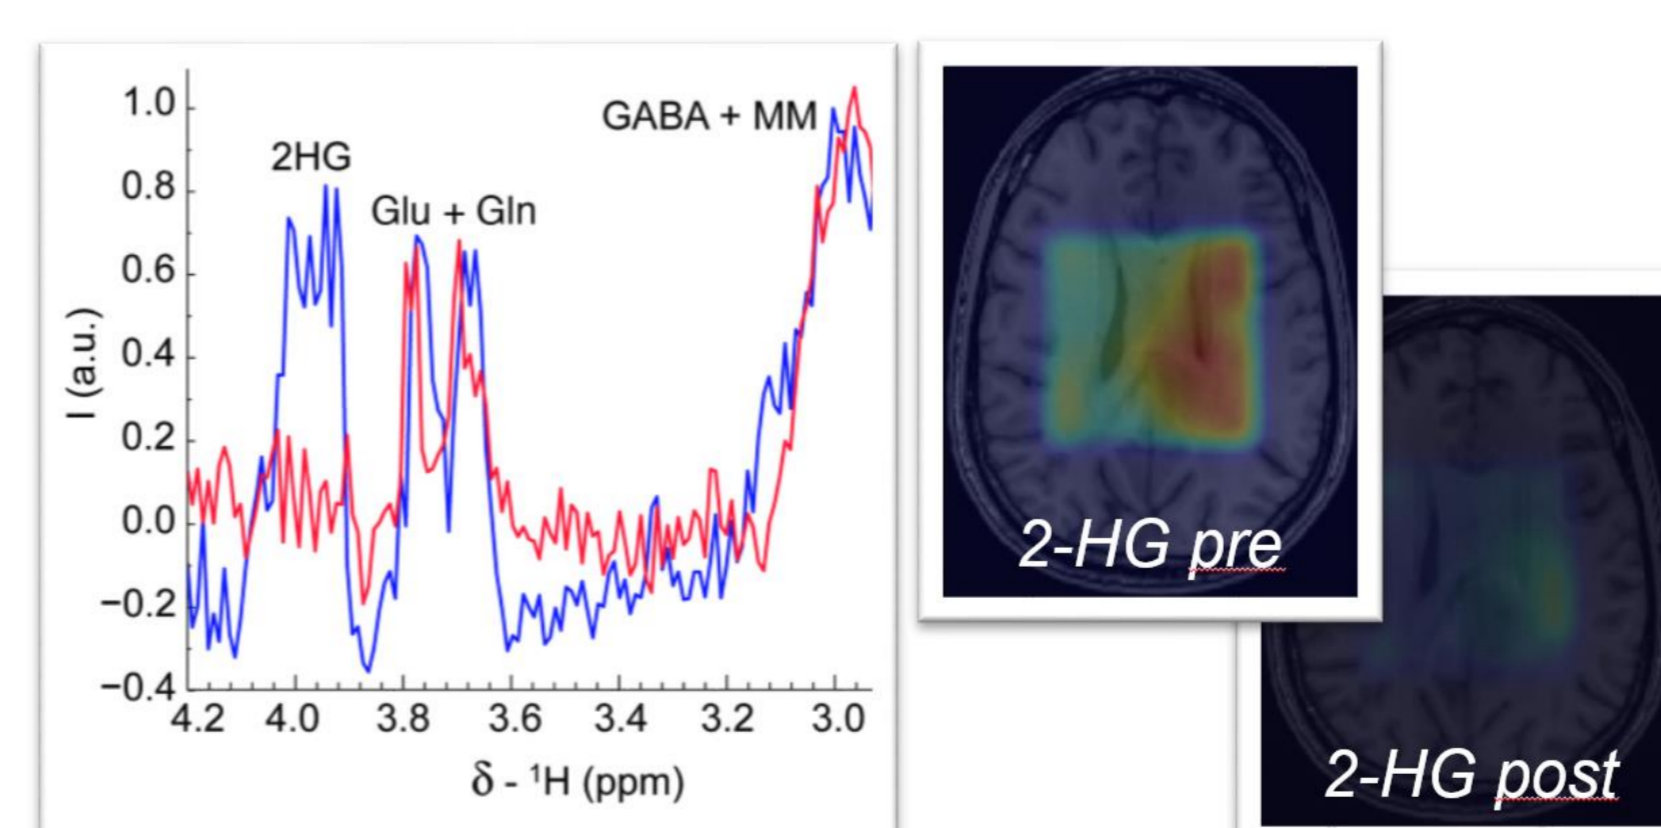 1.0
0.8
0.6
0.4
0.2
0.0
−0.2
−0.4
I (a.u.)
2HG
Glu + Gln
GABA + MM
4.2 4.0 3.8 3.6 3.4 3.2 3.0
δ - ¹H (ppm)
2-HG pre
2-HG post